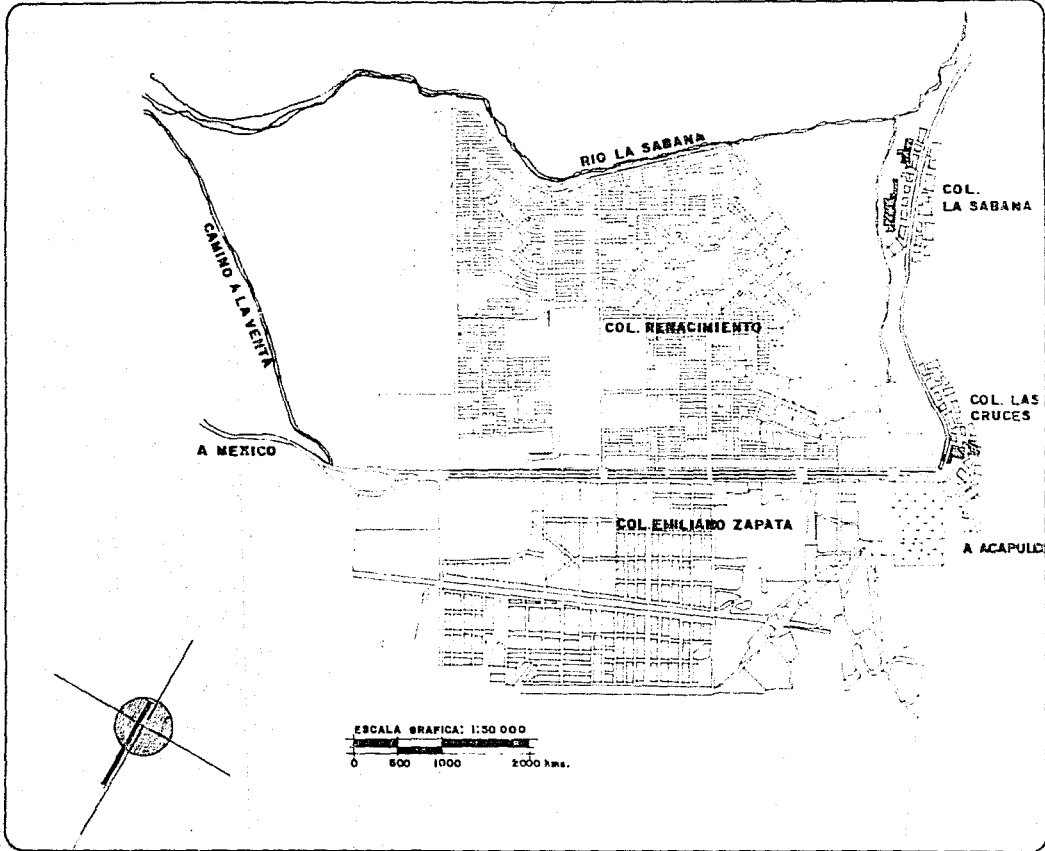 RIO LA SABANA
COL.
LA SABANA
CAMINO A LA VENTA
COL. RENACIMIENTO
COL. LAS
CRUCES
A MEXICO
COL. EMILIANO ZAPATA
A ACAPULC
ESCALA GRAFICA: 1:50 000
0 500 1000 2000 kms.